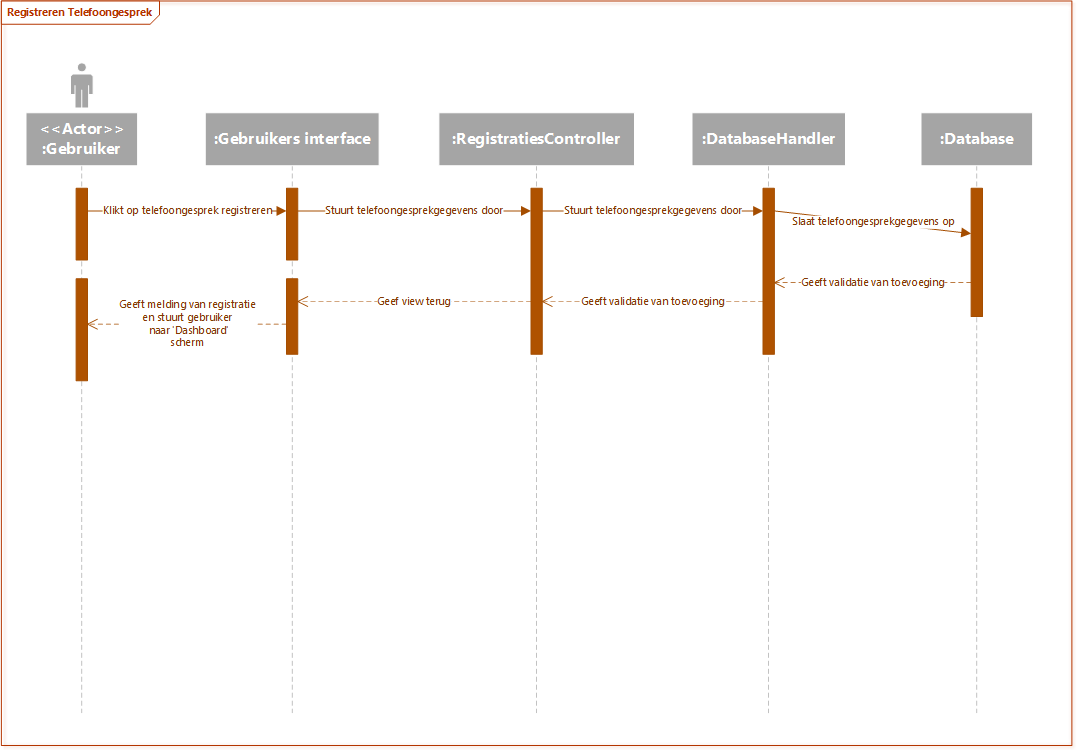 Registreren Telefoongesprek
<<Actor>>
:Gebruiker
:Gebruikers interface
:RegistratiesController
:DatabaseHandler
:Database
Klikt op telefoongesprek registreren
Stuurt telefoongesprekgegevens door
Stuurt telefoongesprekgegevens door
Slaat telefoongesprekgegevens op
Geeft validatie van toevoeging
Geeft validatie van toevoeging
Geef view terug
Geeft melding van registratie
en stuurt gebruiker
naar 'Dashboard'
scherm